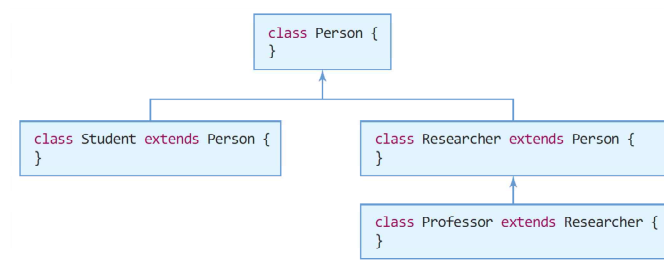 class Person {
}
class Student extends Person {
}
class Researcher extends Person {
}
class Professor extends Researcher {
}